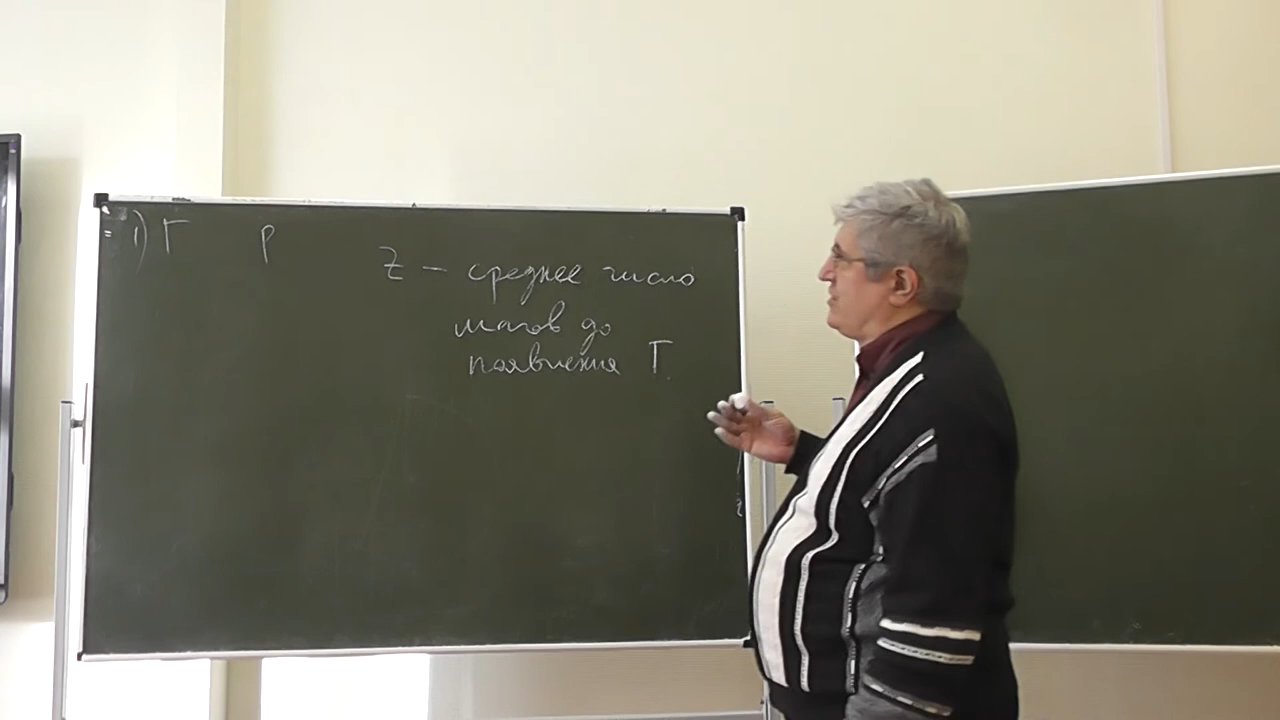 1) Г p
z — среднее число
шагов до
появления Г.